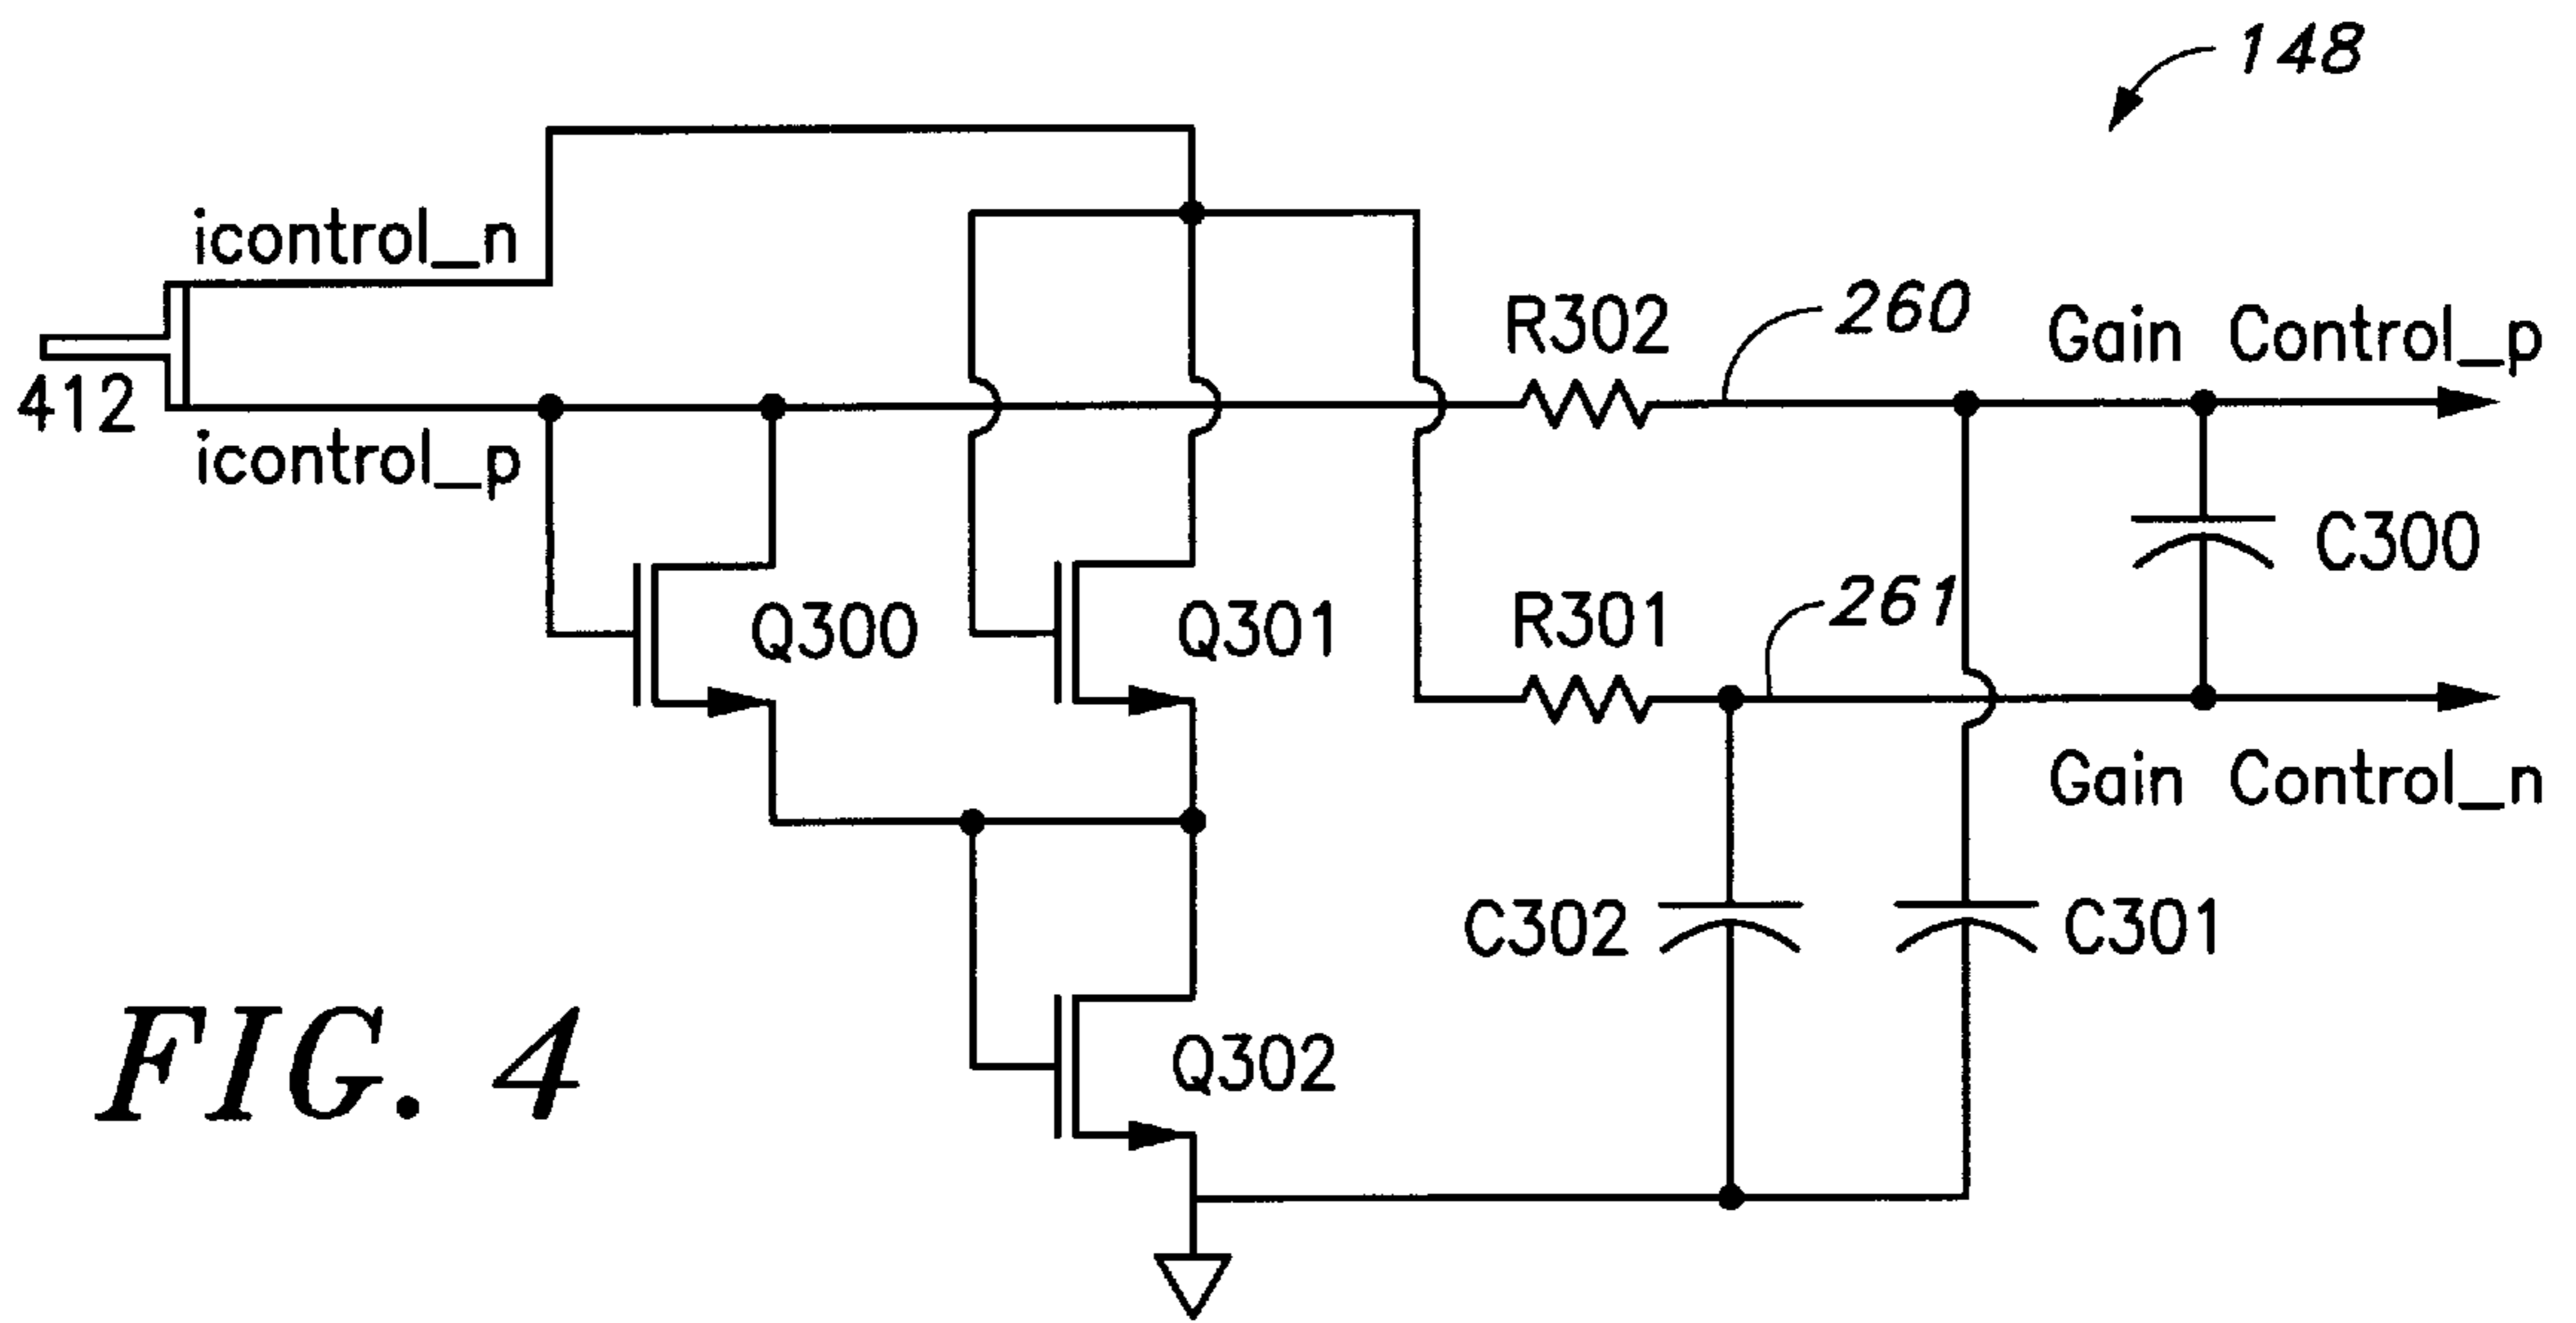 148
icontrol_n
R302
260
Gain Control_p
412
icontrol_p
C300
Q300
Q301
R301
261
Gain Control_n
C302
C301
Q302
FIG. 4